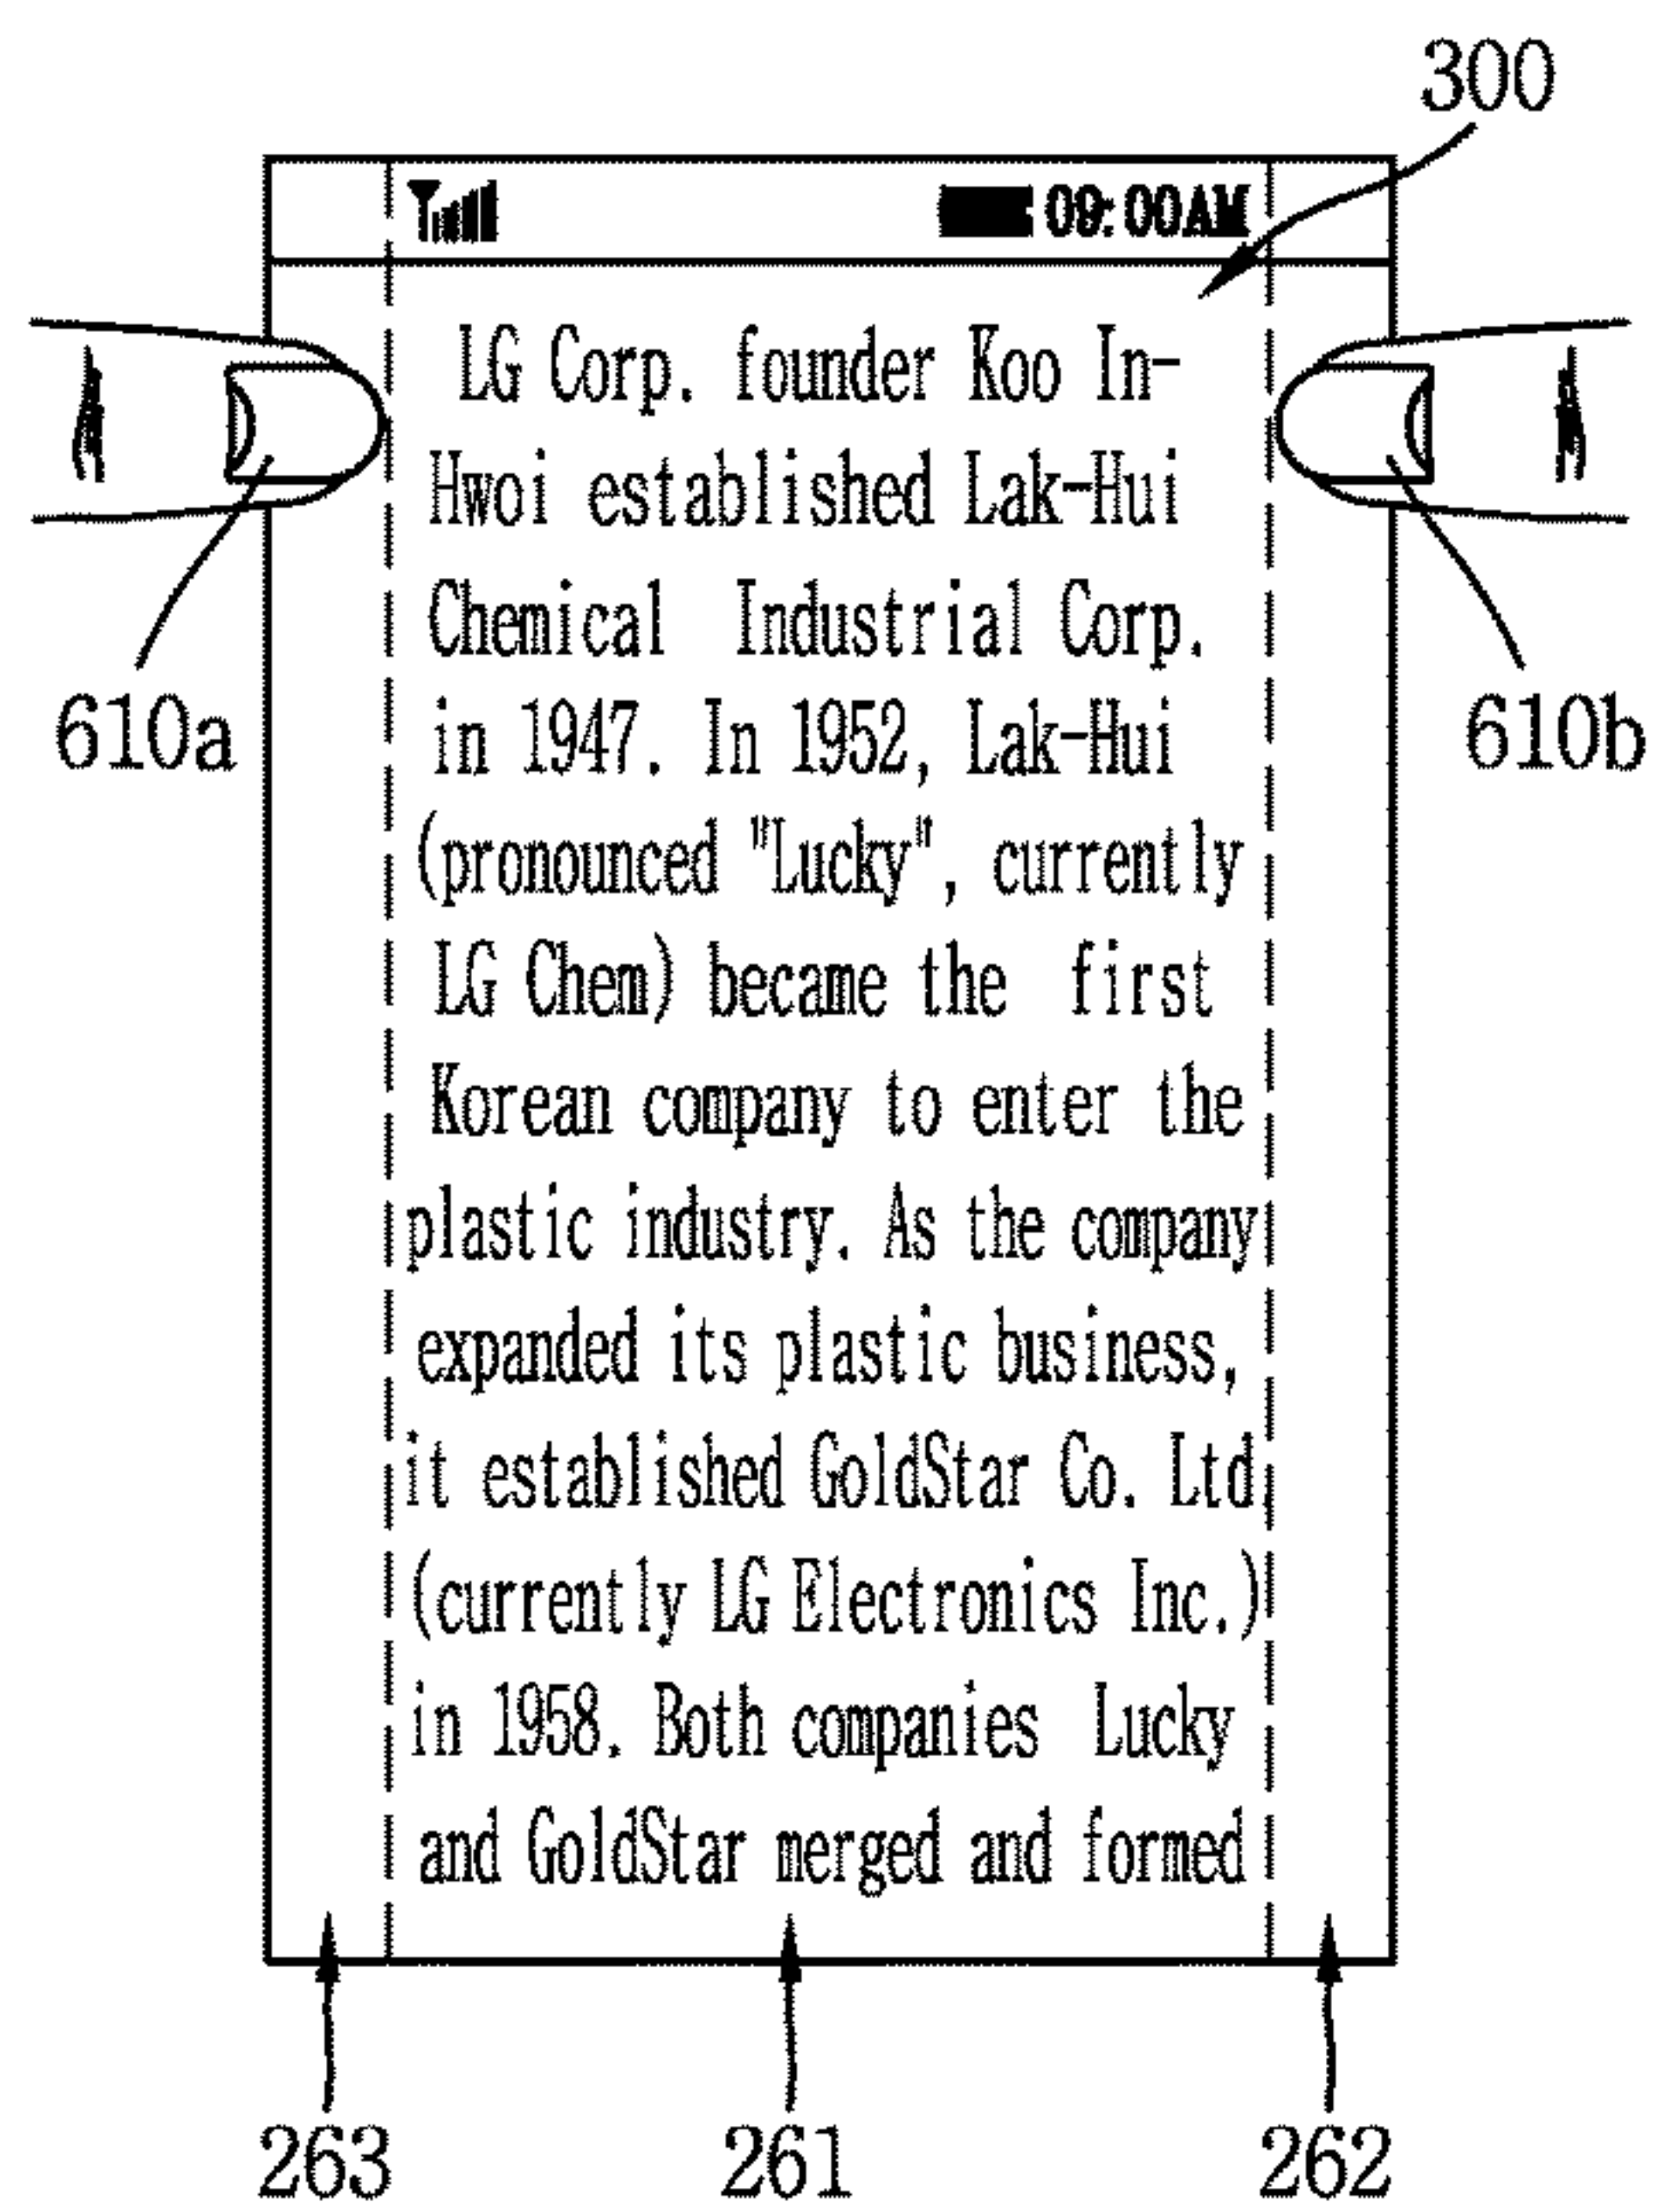 300
09:00AM
LG Corp. founder Koo In-
Hwoi established Lak-Hui
Chemical Industrial Corp.
in 1947. In 1952, Lak-Hui
(pronounced "Lucky", currently
LG Chem) became the first
Korean company to enter the
plastic industry. As the company
expanded its plastic business,
it established GoldStar Co. Ltd
(currently LG Electronics Inc.)
in 1958. Both companies Lucky
and GoldStar merged and formed
610a
610b
263
261
262